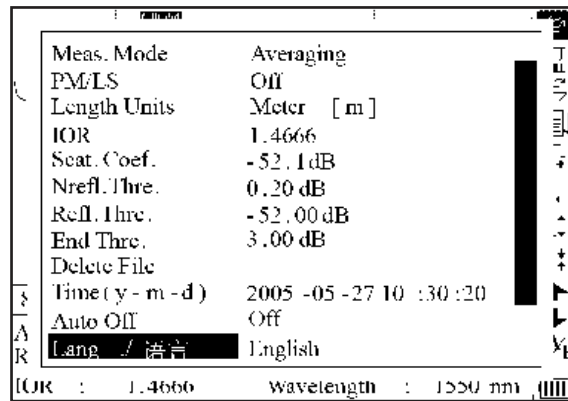 Meas. Mode Averaging
PM/LS Off
Length Units Meter [m]
IOR 1.4666
Scat. Coef. -52.1dB
Nrefl.Thre. 0.20 dB
Refl.Thre. -52.00 dB
End Thre. 3.00 dB
Delete File
Time(y-m-d) 2005-05-27 10:30:20
Auto Off Off
Lang./语言 English
A
R
IOR : 1.4666 Wavelength : 1550 nm